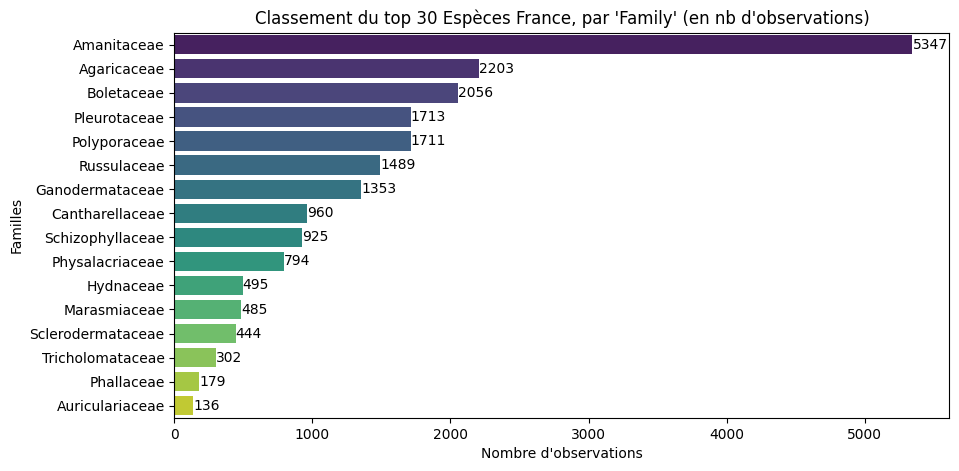 Classement du top 30 Espèces France, par 'Family' (en nb d'observations)
Familles
Amanitaceae 5347
Agaricaceae 2203
Boletaceae 2056
Pleurotaceae 1713
Polyporaceae 1711
Russulaceae 1489
Ganodermataceae 1353
Cantharellaceae 960
Schizophyllaceae 925
Physalacriaceae 794
Hydnaceae 495
Marasmiaceae 485
Sclerodermataceae 444
Tricholomataceae 302
Phallaceae 179
Auriculariaceae 136
0 1000 2000 3000 4000 5000
Nombre d'observations